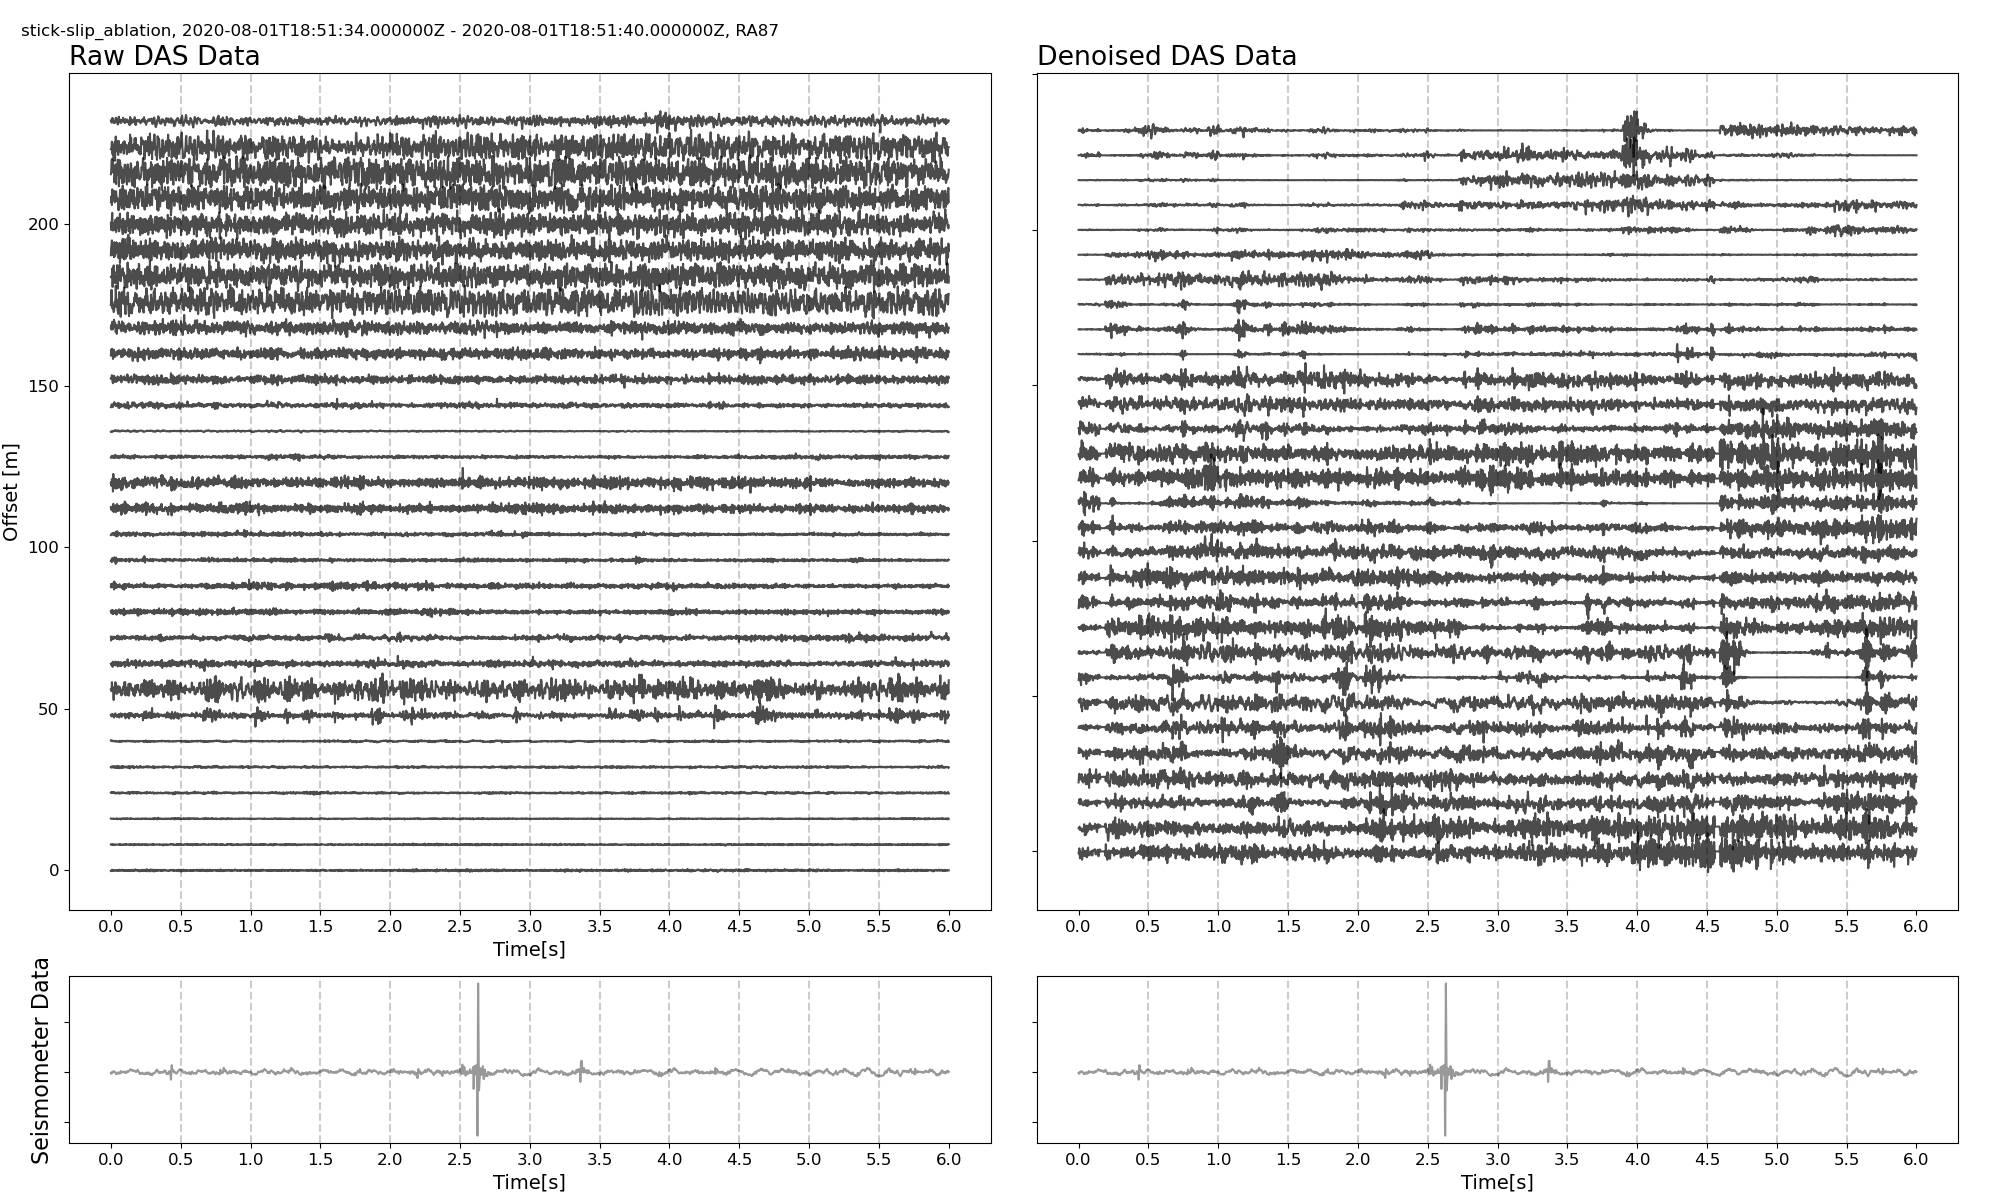 stick-slip_ablation, 2020-08-01T18:51:34.000000Z - 2020-08-01T18:51:40.000000Z, RA87
Raw DAS Data
Denoised DAS Data
Offset [m]
200
150
100
50
0
0.0 0.5 1.0 1.5 2.0 2.5 3.0 3.5 4.0 4.5 5.0 5.5 6.0
Time[s]
0.0 0.5 1.0 1.5 2.0 2.5 3.0 3.5 4.0 4.5 5.0 5.5 6.0
Seismometer Data
0.0 0.5 1.0 1.5 2.0 2.5 3.0 3.5 4.0 4.5 5.0 5.5 6.0
Time[s]
0.0 0.5 1.0 1.5 2.0 2.5 3.0 3.5 4.0 4.5 5.0 5.5 6.0
Time[s]